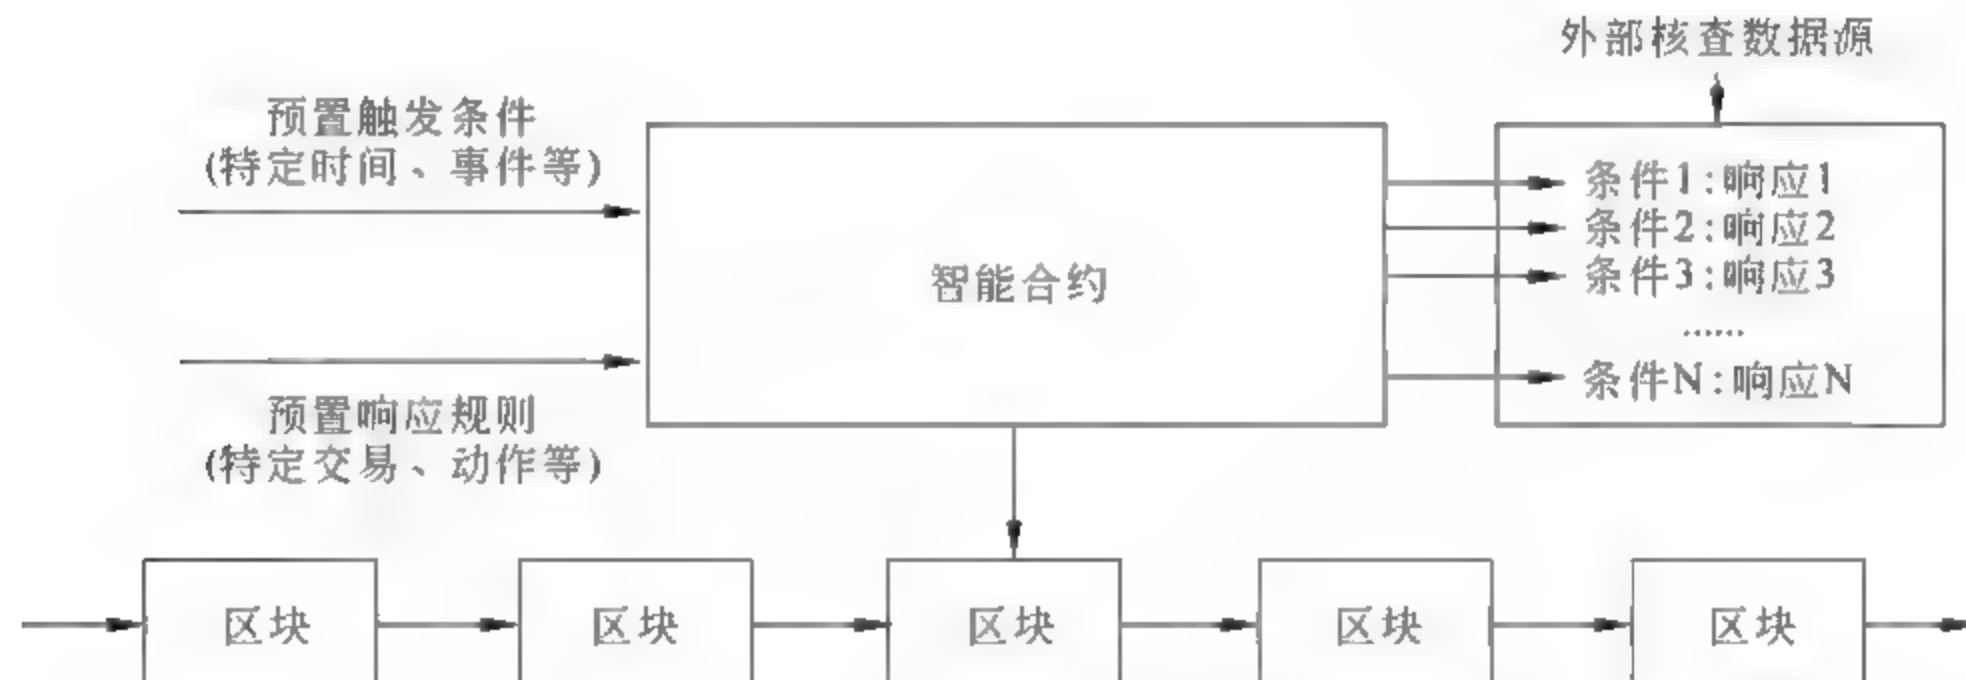 外部核查数据源
预置触发条件
(特定时间、事件等)
条件1:响应1
条件2:响应2
条件3:响应3
……
条件N:响应N
智能合约
预置响应规则
(特定交易、动作等)
区块
区块
区块
区块
区块